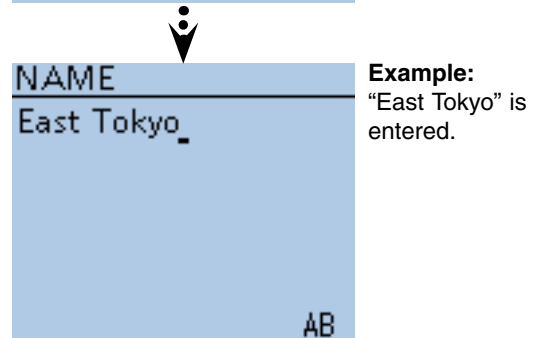 NAME
East Tokyo_
AB
Example:
“East Tokyo” is
entered.